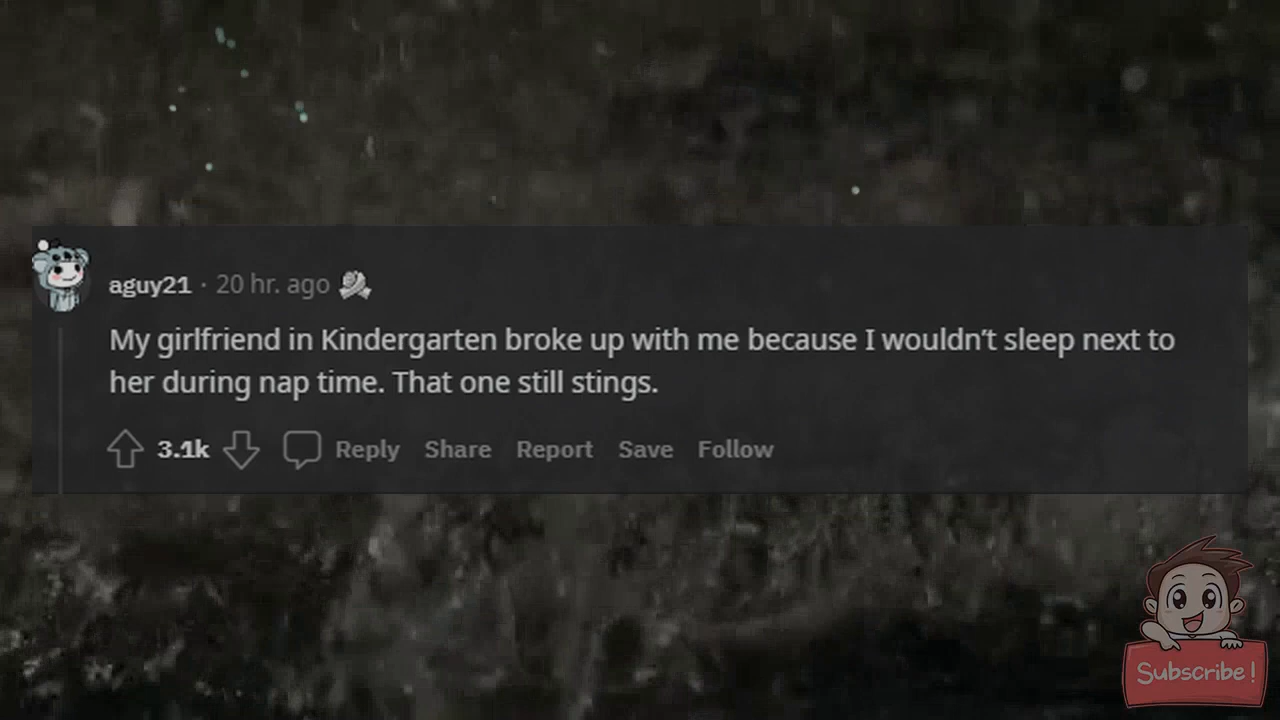 aguy21 · 20 hr. ago
My girlfriend in Kindergarten broke up with me because I wouldn’t sleep next to
her during nap time. That one still stings.
3.1k Reply Share Report Save Follow
Subscribe!